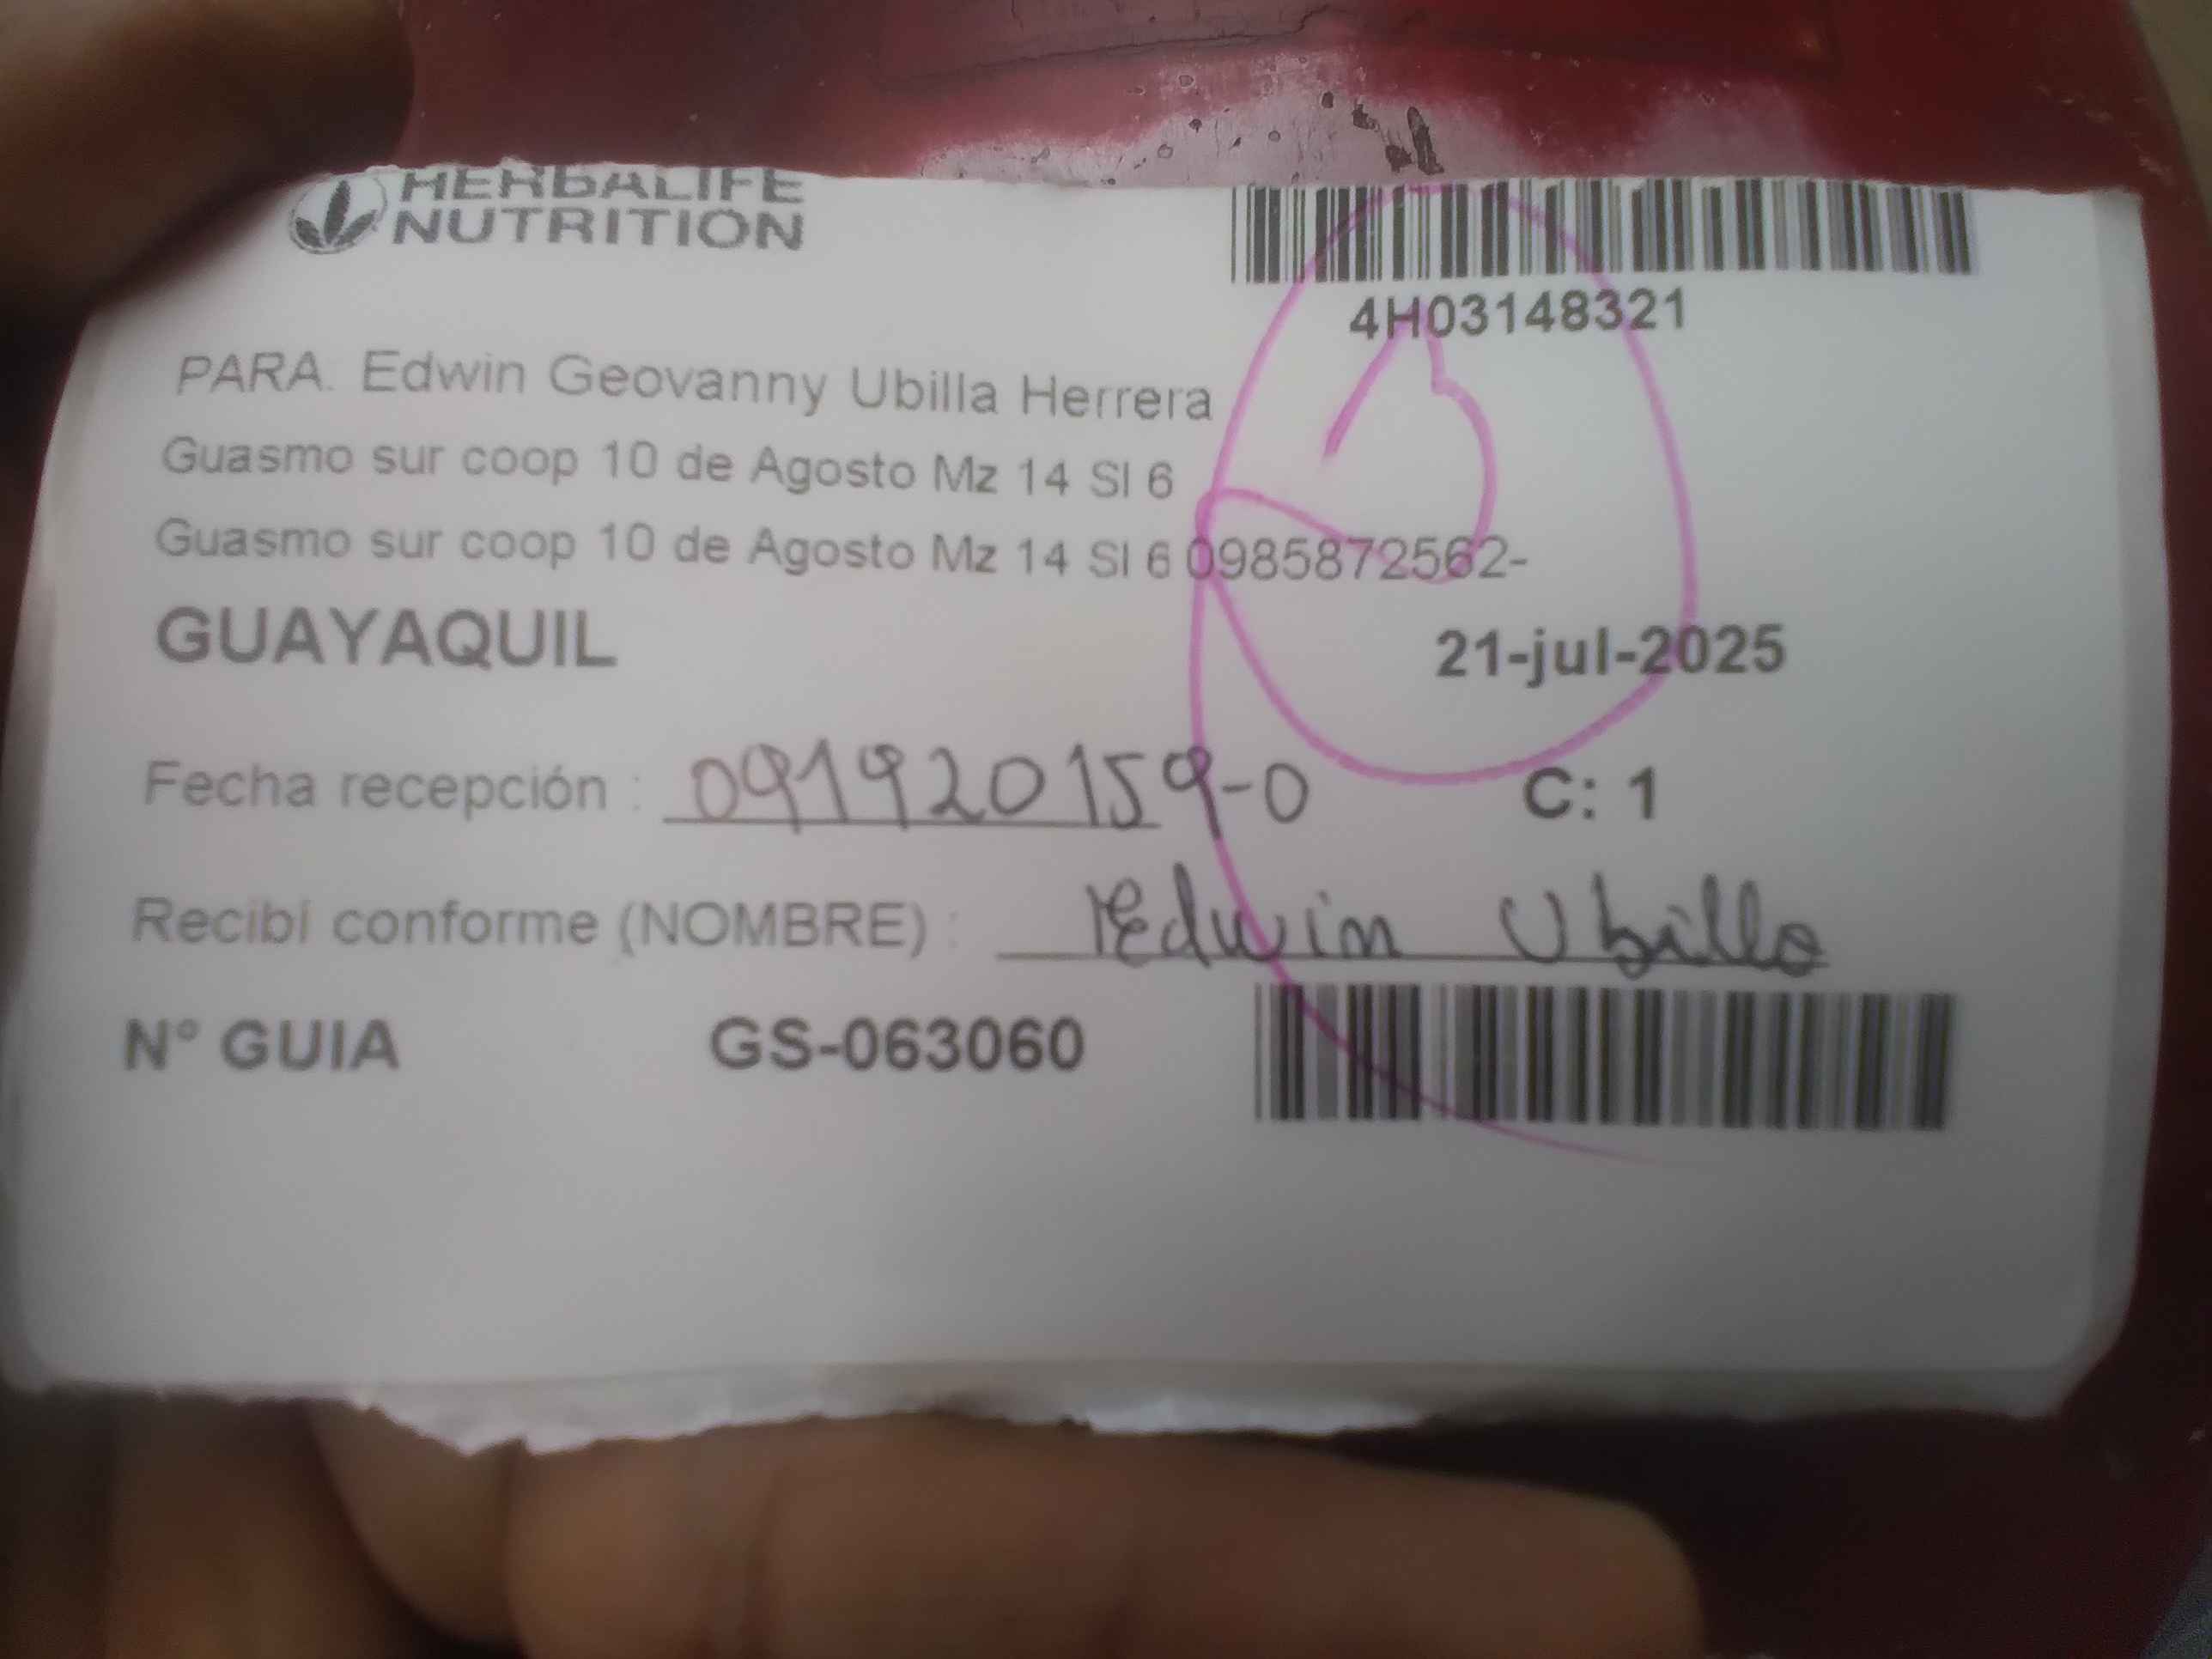 HERBALIFE
NUTRITION
4H03148321
PARA: Edwin Geovanny Ubilla Herrera
Guasmo sur coop 10 de Agosto Mz 14 Sl 6
Guasmo sur coop 10 de Agosto Mz 14 Sl 6 0985872562-
GUAYAQUIL 21-jul-2025
Fecha recepción : 091920159-0 C: 1
Recibí conforme (NOMBRE) : Edwin Ubilla
N° GUIA GS-063060